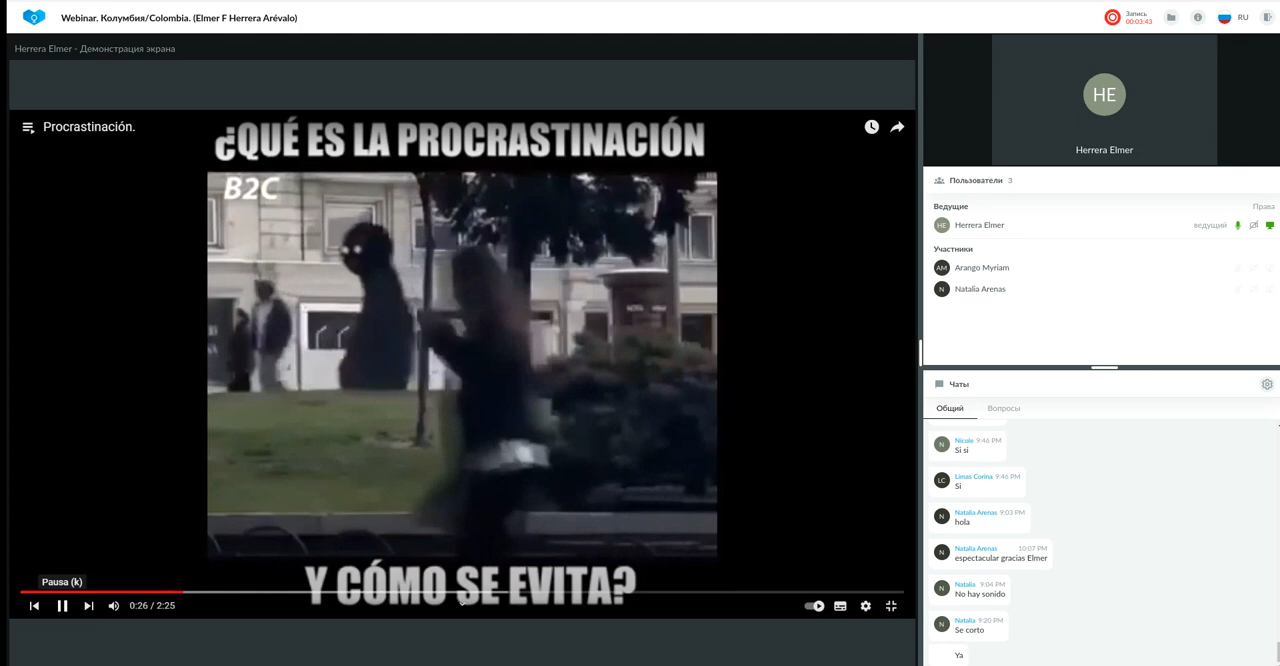 Webinar. Колумбия/Colombia. (Elmer F Herrera Arévalo)
Запись
00:03:43
RU
Herrera Elmer - Демонстрация экрана
Procrastinación.
¿QUÉ ES LA PROCRASTINACIÓN
B2C
Y CÓMO SE EVITA?
Pausa (k)
0:26 / 2:25
HE
Herrera Elmer
Пользователи 3
Ведущие Права
HE Herrera Elmer ведущий
Участники
AM Arango Myriam
N Natalia Arenas
Чаты
Общий Вопросы
N Nicole 9:46 PM
Si si
LC Limas Corina 9:46 PM
Si
N Natalia Arenas 9:03 PM
hola
N Natalia Arenas 10:07 PM
espectacular gracias Elmer
N Natalia 9:04 PM
No hay sonido
N Natalia 9:20 PM
Se corto
Ya